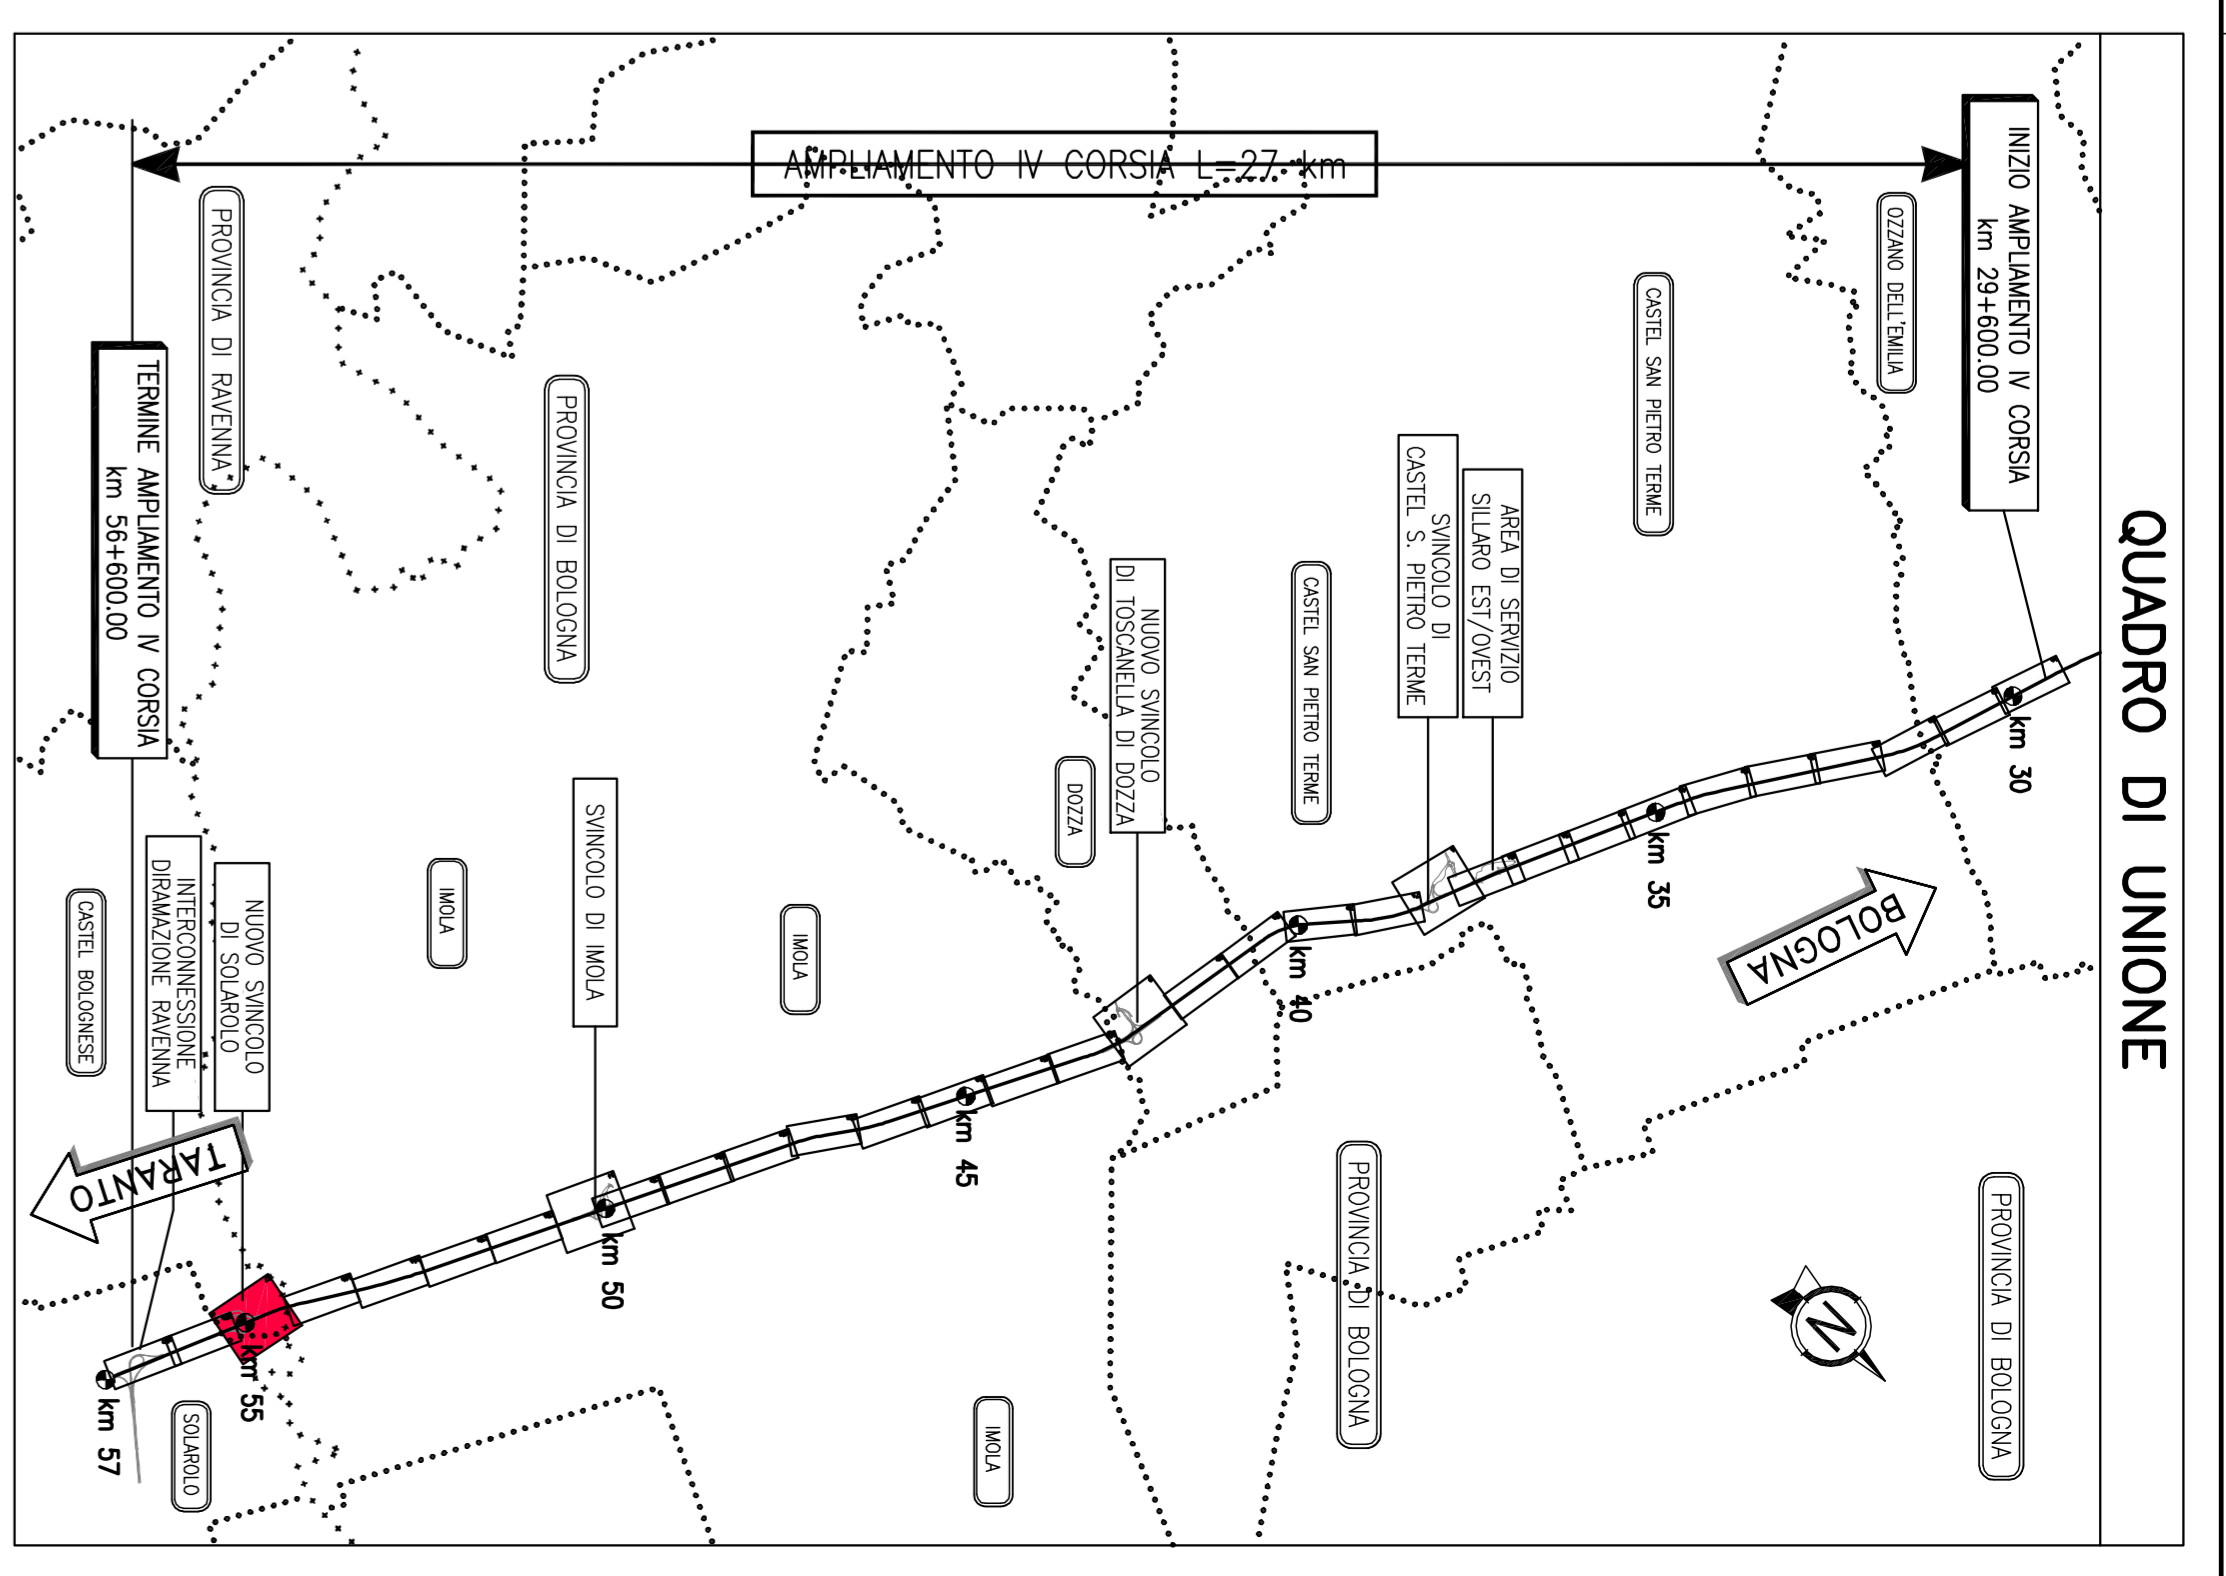 QUADRO DI UNIONE
INIZIO AMPLIAMENTO IV CORSIA
km 29+600.00
AMPLIAMENTO IV CORSIA L=27 km
TERMINE AMPLIAMENTO IV CORSIA
km 56+600.00
OZZANO DELL'EMILIA
CASTEL SAN PIETRO TERME
AREA DI SERVIZIO
SILLARO EST/OVEST
SVINCOLO DI
CASTEL S. PIETRO TERME
CASTEL SAN PIETRO TERME
NUOVO SVINCOLO
DI TOSCANELLA DI DOZZA
DOZZA
PROVINCIA DI BOLOGNA
PROVINCIA DI RAVENNA
IMOLA
SVINCOLO DI IMOLA
IMOLA
NUOVO SVINCOLO
DI SOLAROLO
INTERCONNESSIONE
DIRAMAZIONE RAVENNA
CASTEL BOLOGNESE
km 30
km 35
km 40
km 45
km 50
km 55
km 57
BOLOGNA
TARANTO
N
PROVINCIA DI BOLOGNA
PROVINCIA DI BOLOGNA
IMOLA
SOLAROLO